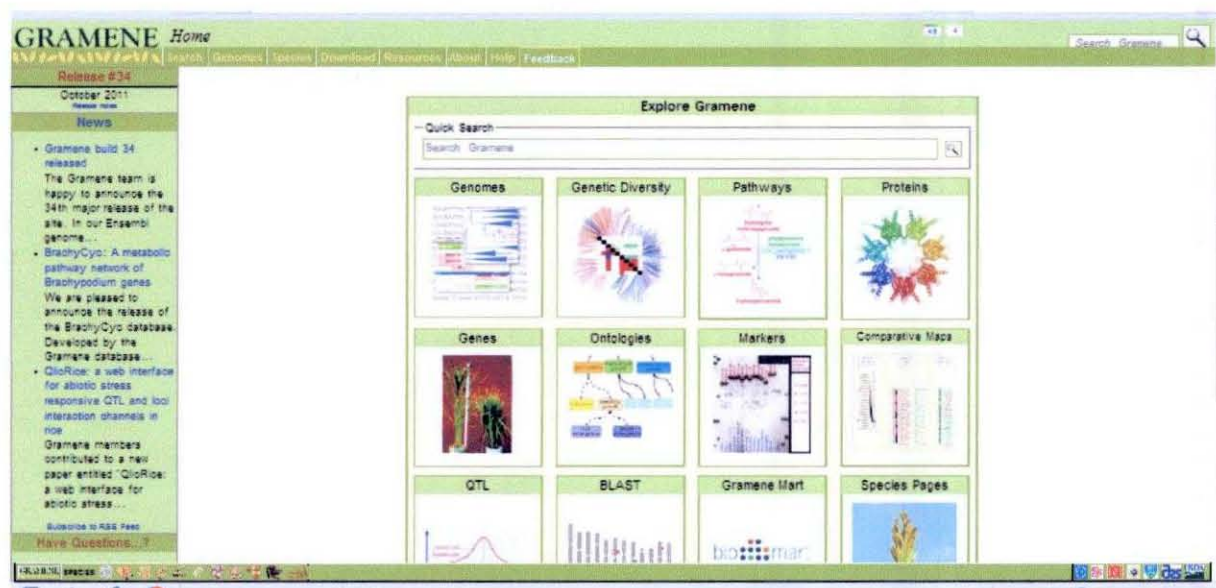 GRAMENE Home
Search Gramene
Search Genomes Species Download Resources About Help Feedback
Release #34
October 2011
Release notes
News
Gramene build 34
released
The Gramene team is
happy to announce the
34th major release of the
site. In our Ensembl
genome...
BrachyCyc: A metabolic
pathway network of
Brachypodium genes
We are pleased to
announce the release of
the BrachyCyc database.
Developed by the
Gramene database...
QlicRice: a web interface
for abiotic stress
responsive QTL and loci
interaction channels in
rice
Gramene members
contributed to a new
paper entitled "QlicRice:
a web interface for
abiotic stress...
Subscribe to RSS Feed
Have Questions...?
Explore Gramene
Quick Search
Search Gramene
Genomes Genetic Diversity Pathways Proteins
Genes Ontologies Markers Comparative Maps
QTL BLAST Gramene Mart Species Pages
biomart
GRAMENE SPECIES
USDA